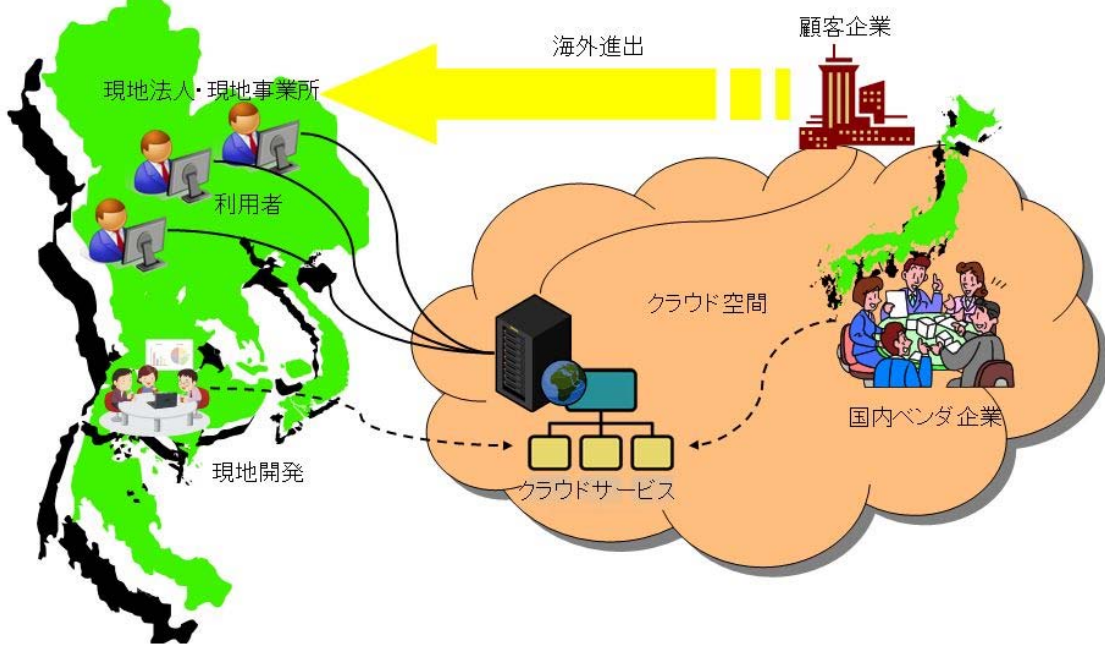 顧客企業
海外進出
現地法人・現地事業所
利用者
クラウド空間
国内ベンダ企業
現地開発
クラウドサービス